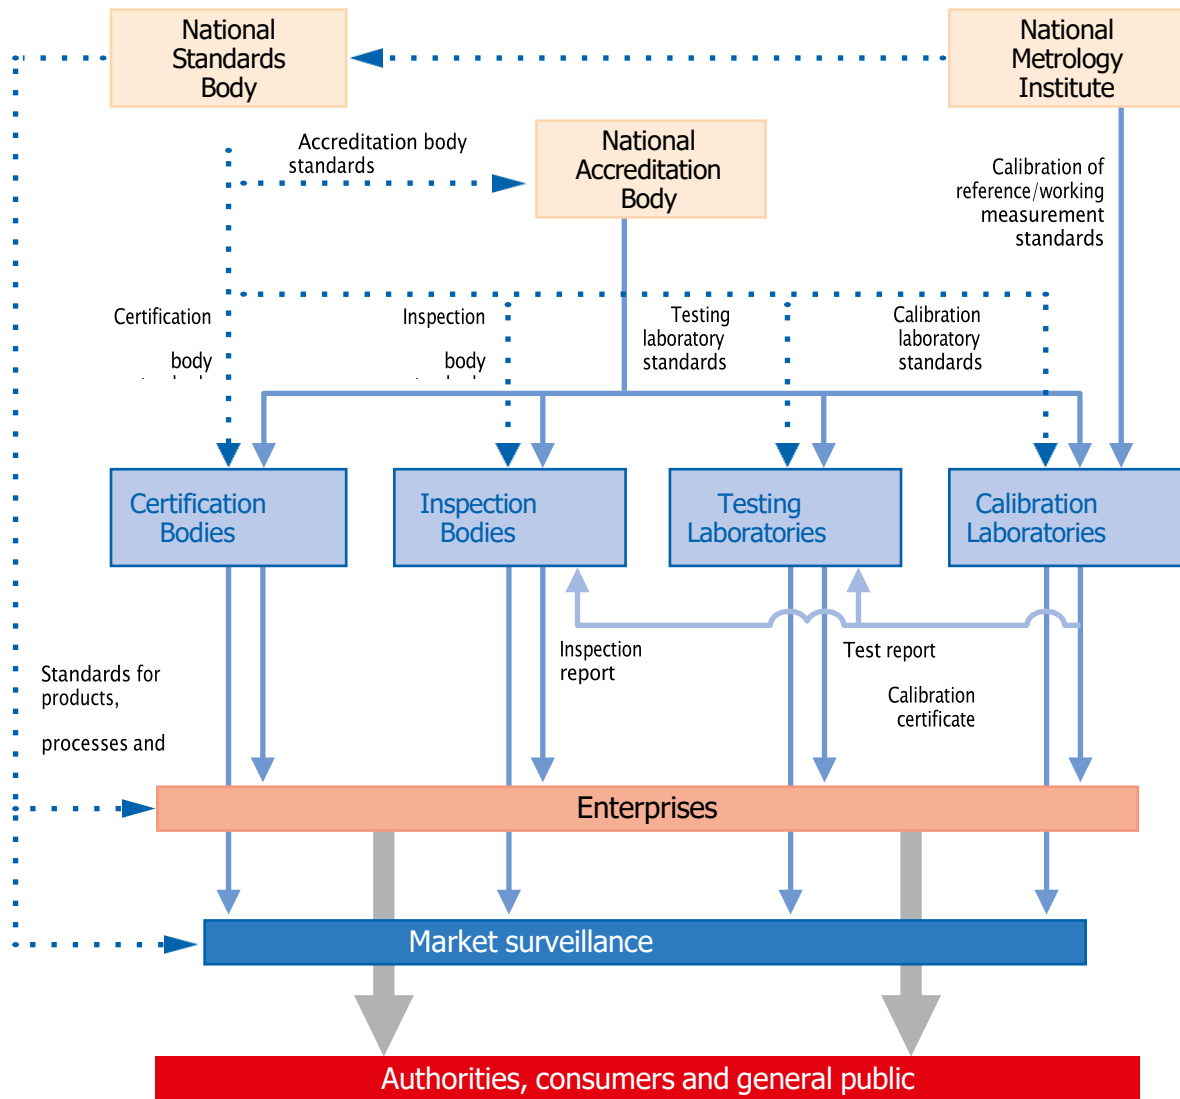 National
Standards
Body
National
Metrology
Institute
Accreditation body
standards
National
Accreditation
Body
Calibration of
reference/working
measurement
standards
Certification
body
Inspection
body
Testing
laboratory
standards
Calibration
laboratory
standards
Certification
Bodies
Inspection
Bodies
Testing
Laboratories
Calibration
Laboratories
Inspection
report
Test report
Calibration
certificate
Standards for
products,
processes and
Enterprises
Market surveillance
Authorities, consumers and general public